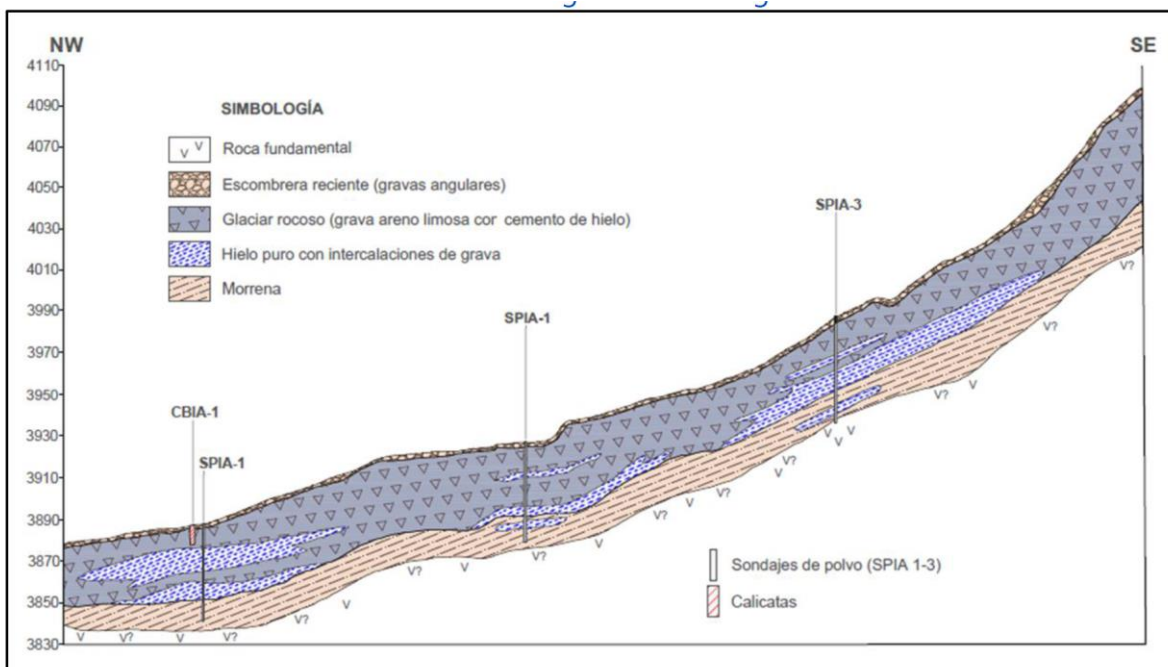 NW
SE
4110
4090
4070
4050
4030
4010
3990
3970
3950
3930
3910
3890
3870
3850
3830
SIMBOLOGÍA
v v Roca fundamental
Escombrera reciente (gravas angulares)
Glaciar rocoso (grava areno limosa cor cemento de hielo)
Hielo puro con intercalaciones de grava
Morrena
SPIA-3
SPIA-1
CBIA-1
SPIA-1
V?
V?
V
V?
V V
V
V?
V
V?
V?
V
V?
V
V?
V?
V
V
V?
V V? V V?
Sondajes de polvo (SPIA 1-3)
Calicatas